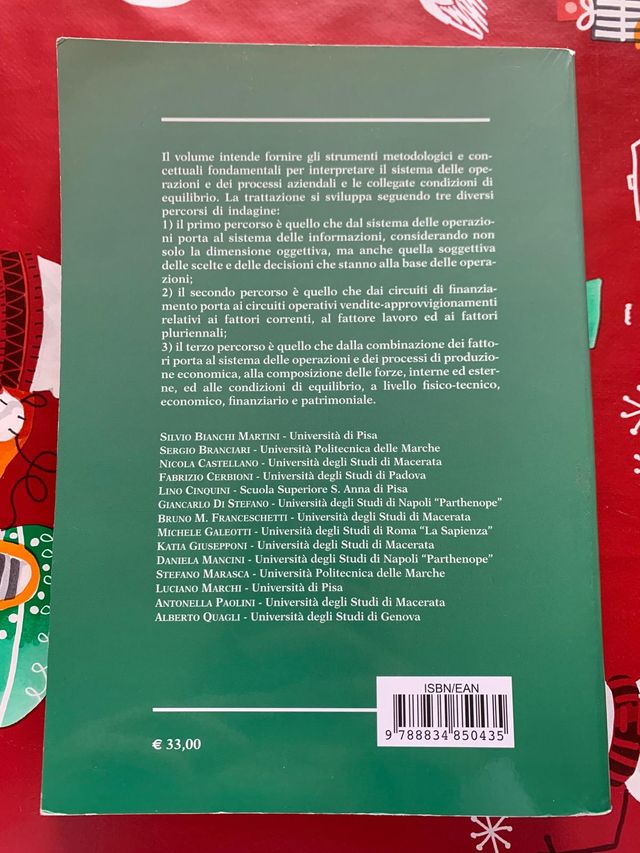 Il volume intende fornire gli strumenti metodologici e con-
cettuali fondamentali per interpretare il sistema delle ope-
razioni e dei processi aziendali e le collegate condizioni di
equilibrio. La trattazione si sviluppa seguendo tre diversi
percorsi di indagine:
1) il primo percorso è quello che dal sistema delle operazio-
ni porta al sistema delle informazioni, considerando non
solo la dimensione oggettiva, ma anche quella soggettiva
delle scelte e delle decisioni che stanno alla base delle opera-
zioni;
2) il secondo percorso è quello che dai circuiti di finanzia-
mento porta ai circuiti operativi vendite-approvvigionamenti
relativi ai fattori correnti, al fattore lavoro ed ai fattori
pluriennali;
3) il terzo percorso è quello che dalla combinazione dei fatto-
ri porta al sistema delle operazioni e dei processi di produzione
economica, alla composizione delle forze, interne ed ester-
ne, ed alle condizioni di equilibrio, a livello fisico-tecnico,
economico, finanziario e patrimoniale.
SILVIO BIANCHI MARTINI - Università di Pisa
SERGIO BRANCIARI - Università Politecnica delle Marche
NICOLA CASTELLANO - Università degli Studi di Macerata
FABRIZIO CERBIONI - Università degli Studi di Padova
LINO CINQUINI - Scuola Superiore S. Anna di Pisa
GIANCARLO DI STEFANO - Università degli Studi di Napoli "Parthenope"
BRUNO M. FRANCESCHETTI - Università degli Studi di Macerata
MICHELE GALEOTTI - Università degli Studi di Roma "La Sapienza"
KATIA GIUSEPPONI - Università degli Studi di Macerata
DANIELA MANCINI - Università degli Studi di Napoli "Parthenope"
STEFANO MARASCA - Università Politecnica delle Marche
LUCIANO MARCHI - Università di Pisa
ANTONELLA PAOLINI - Università degli Studi di Macerata
ALBERTO QUAGLI - Università degli Studi di Genova
ISBN/EAN
9 788834 850435
€ 33,00